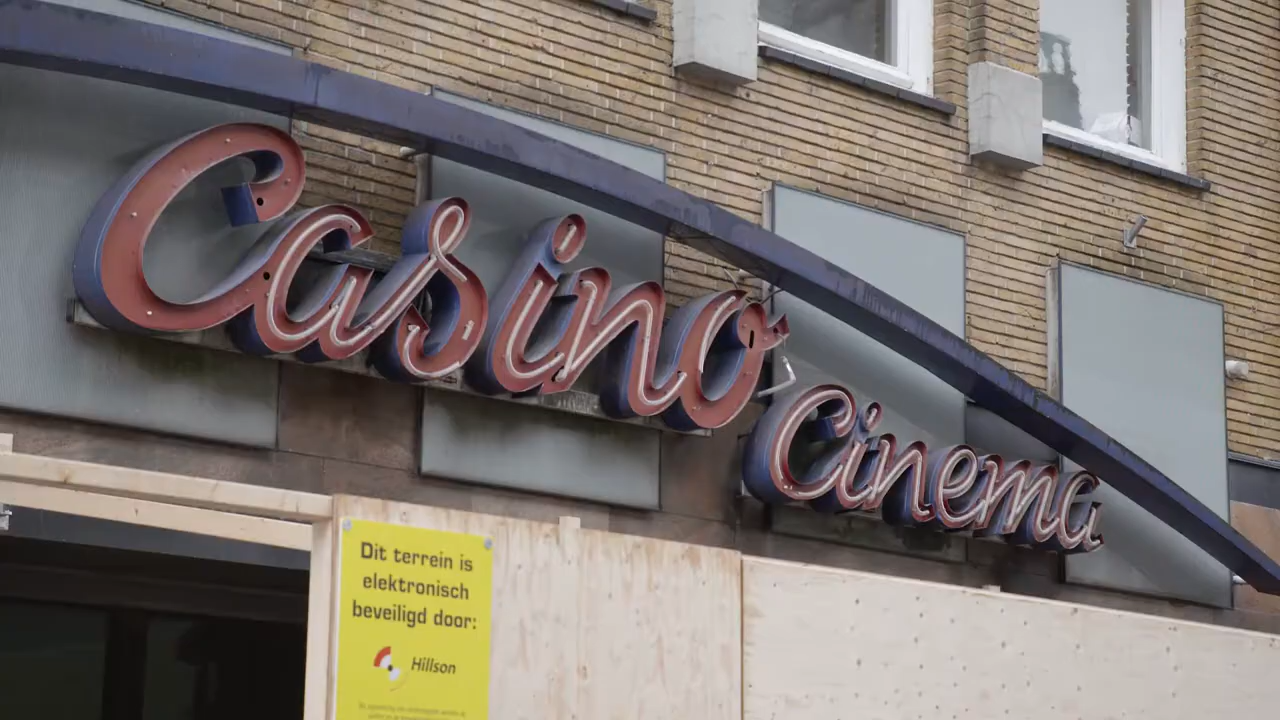 Casino
Cinema
Dit terrein is
elektronisch
beveiligd door:
Hillson